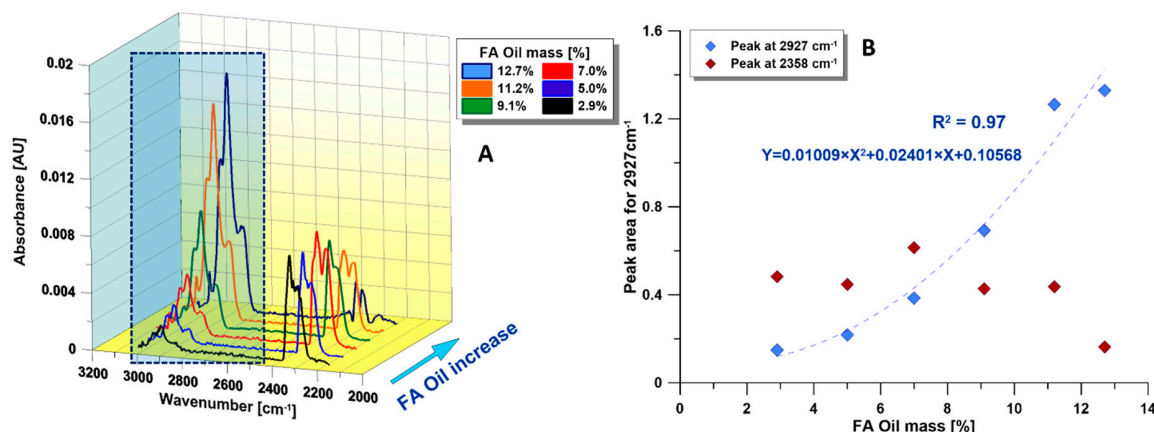 FA Oil mass [%]
12.7% 7.0%
11.2% 5.0%
9.1% 2.9%
A
Absorbance [AU]
0.02
0.016
0.012
0.008
0.004
0
3200 3000 2800 2600 2400 2200 2000
Wavenumber [cm⁻¹]
FA Oil increase
B
Peak at 2927 cm⁻¹
Peak at 2358 cm⁻¹
Peak area for 2927cm⁻¹
1.6
1.2
0.8
0.4
0
R² = 0.97
Y=0.01009×X²+0.02401×X+0.10568
0 2 4 6 8 10 12 14
FA Oil mass [%]